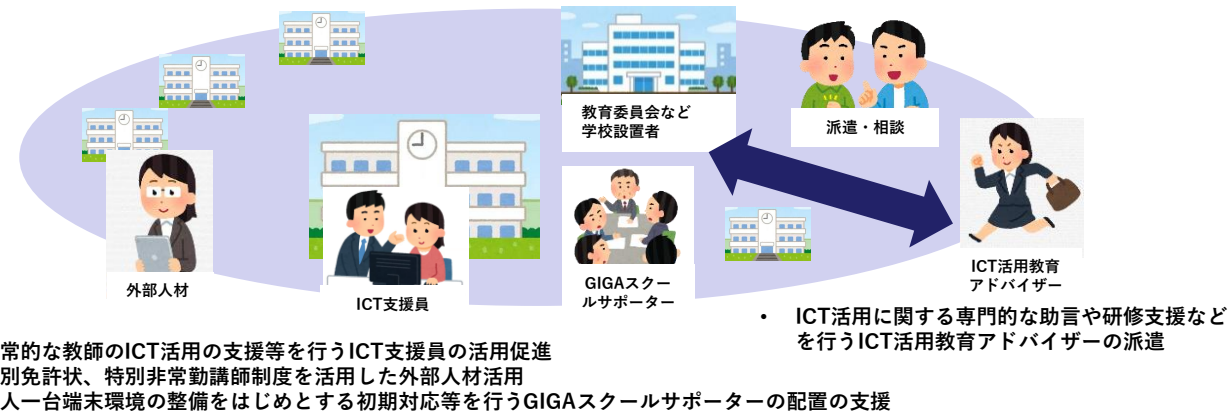 教育委員会など
学校設置者
派遣・相談
外部人材
ICT支援員
GIGAスクー
ルサポーター
ICT活用教育
アドバイザー
• ICT活用に関する専門的な助言や研修支援など
を行うICT活用教育アドバイザーの派遣
常的な教師のICT活用の支援等を行うICT支援員の活用促進
別免許状、特別非常勤講師制度を活用した外部人材活用
人一台端末環境の整備をはじめとする初期対応等を行うGIGAスクールサポーターの配置の支援